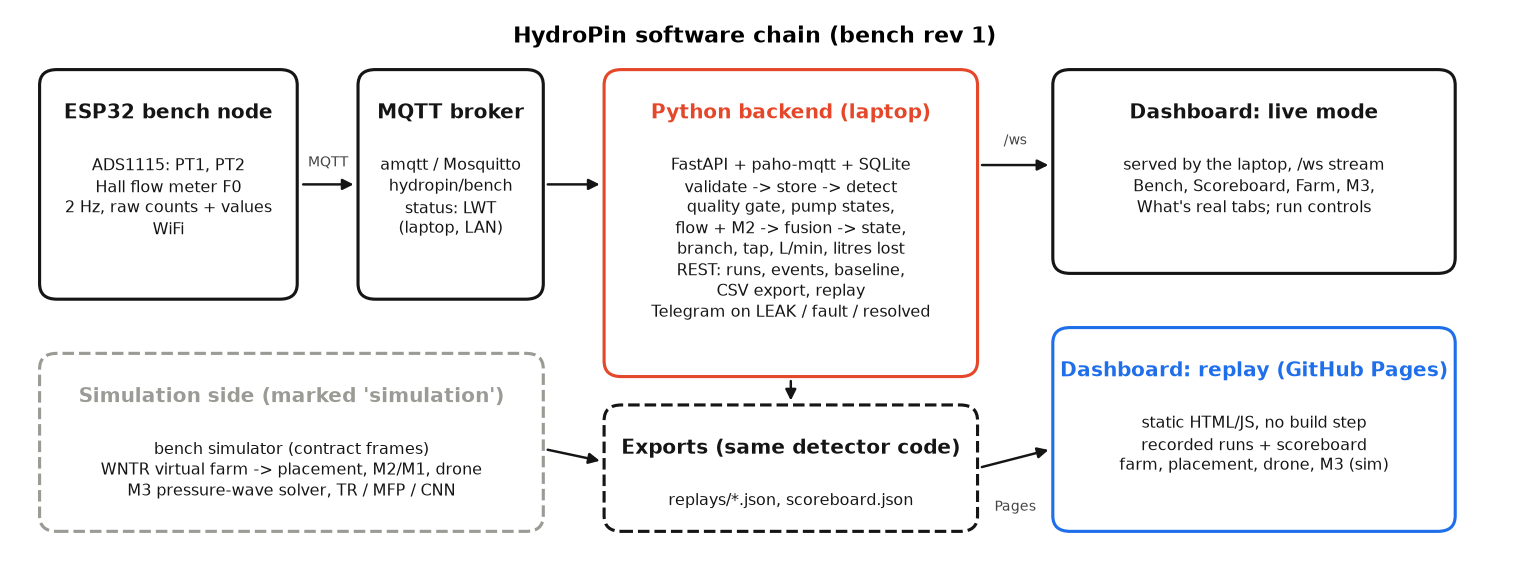 HydroPin software chain (bench rev 1)
ESP32 bench node
ADS1115: PT1, PT2
Hall flow meter F0
2 Hz, raw counts + values
WiFi
MQTT
MQTT broker
amqtt / Mosquitto
hydropin/bench
status: LWT
(laptop, LAN)
Python backend (laptop)
FastAPI + paho-mqtt + SQLite
validate -> store -> detect
quality gate, pump states,
flow + M2 -> fusion -> state,
branch, tap, L/min, litres lost
REST: runs, events, baseline,
CSV export, replay
Telegram on LEAK / fault / resolved
/ws
Dashboard: live mode
served by the laptop, /ws stream
Bench, Scoreboard, Farm, M3,
What's real tabs; run controls
Simulation side (marked 'simulation')
bench simulator (contract frames)
WNTR virtual farm -> placement, M2/M1, drone
M3 pressure-wave solver, TR / MFP / CNN
Exports (same detector code)
replays/*.json, scoreboard.json
Pages
Dashboard: replay (GitHub Pages)
static HTML/JS, no build step
recorded runs + scoreboard
farm, placement, drone, M3 (sim)